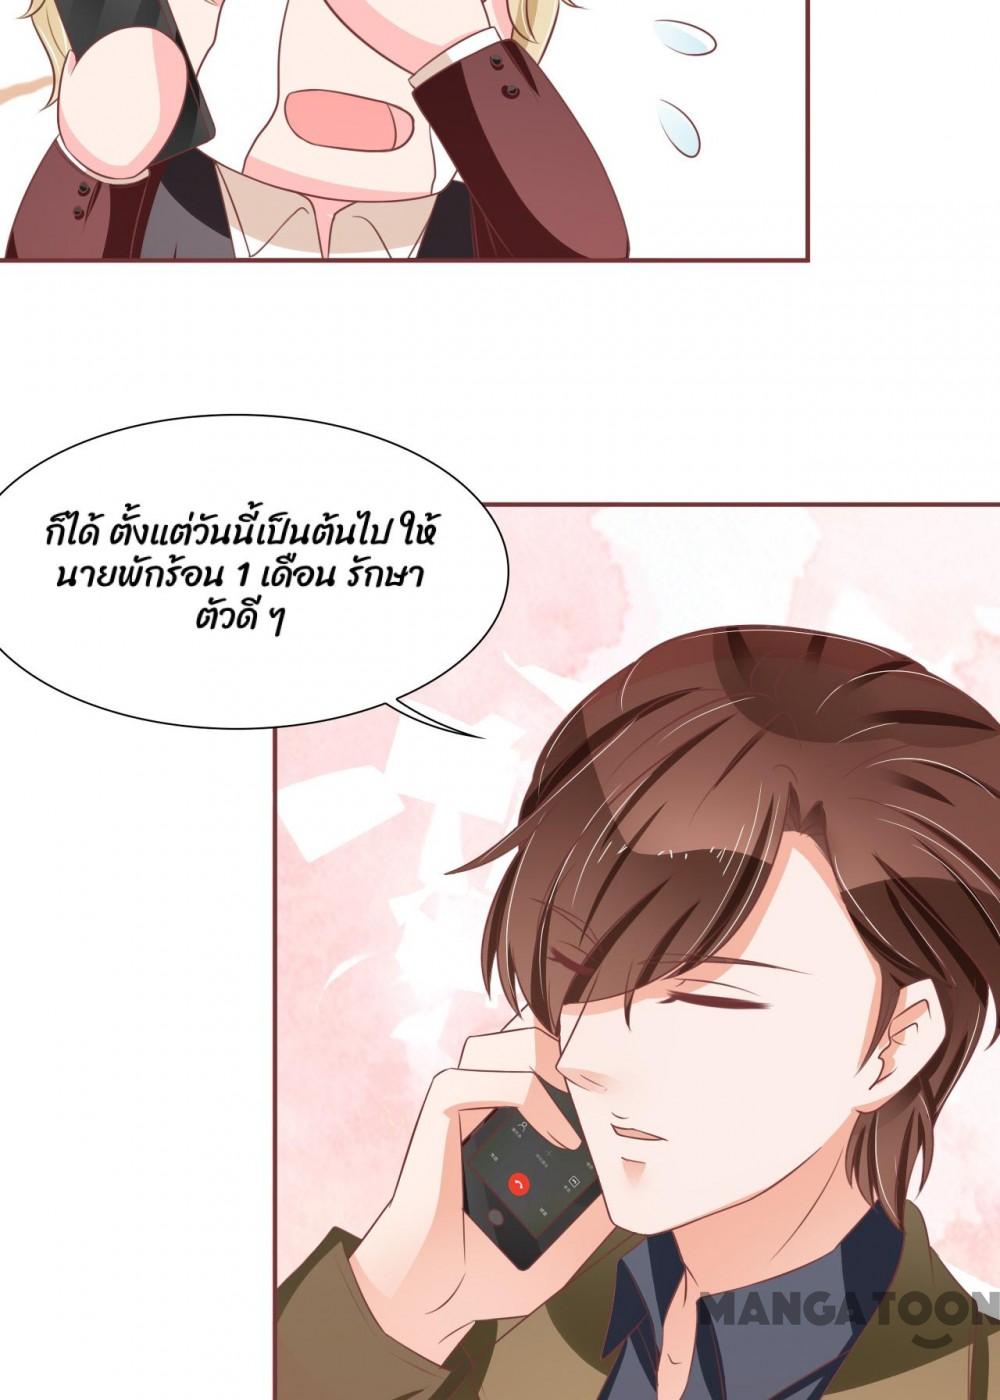 ก็ได้ ตั้งแต่วันนี้เป็นต้นไป ให้
นายพักร้อน 1 เดือน รักษา
ตัวดี ๆ
MANGATOON